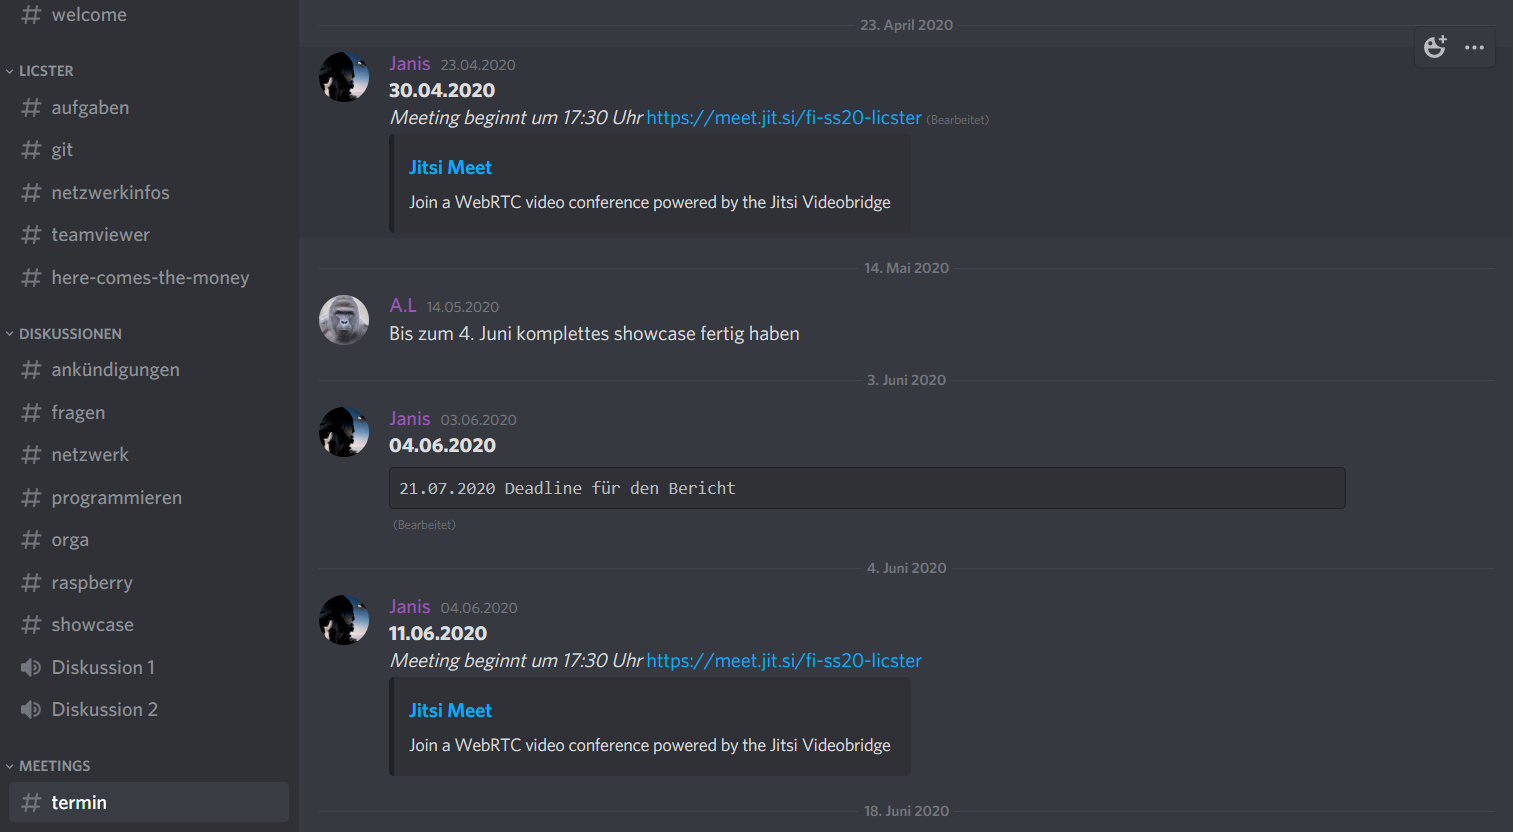 welcome
LICSTER
aufgaben
git
netzwerkinfos
teamviewer
here-comes-the-money
DISKUSSIONEN
ankündigungen
fragen
netzwerk
programmieren
orga
raspberry
showcase
Diskussion 1
Diskussion 2
MEETINGS
termin
23. April 2020
Janis 23.04.2020
30.04.2020
Meeting beginnt um 17:30 Uhr https://meet.jit.si/fi-ss20-licster (Bearbeitet)
Jitsi Meet
Join a WebRTC video conference powered by the Jitsi Videobridge
14. Mai 2020
A.L 14.05.2020
Bis zum 4. Juni komplettes showcase fertig haben
3. Juni 2020
Janis 03.06.2020
04.06.2020
21.07.2020 Deadline für den Bericht
(Bearbeitet)
4. Juni 2020
Janis 04.06.2020
11.06.2020
Meeting beginnt um 17:30 Uhr https://meet.jit.si/fi-ss20-licster
Jitsi Meet
Join a WebRTC video conference powered by the Jitsi Videobridge
18. Juni 2020